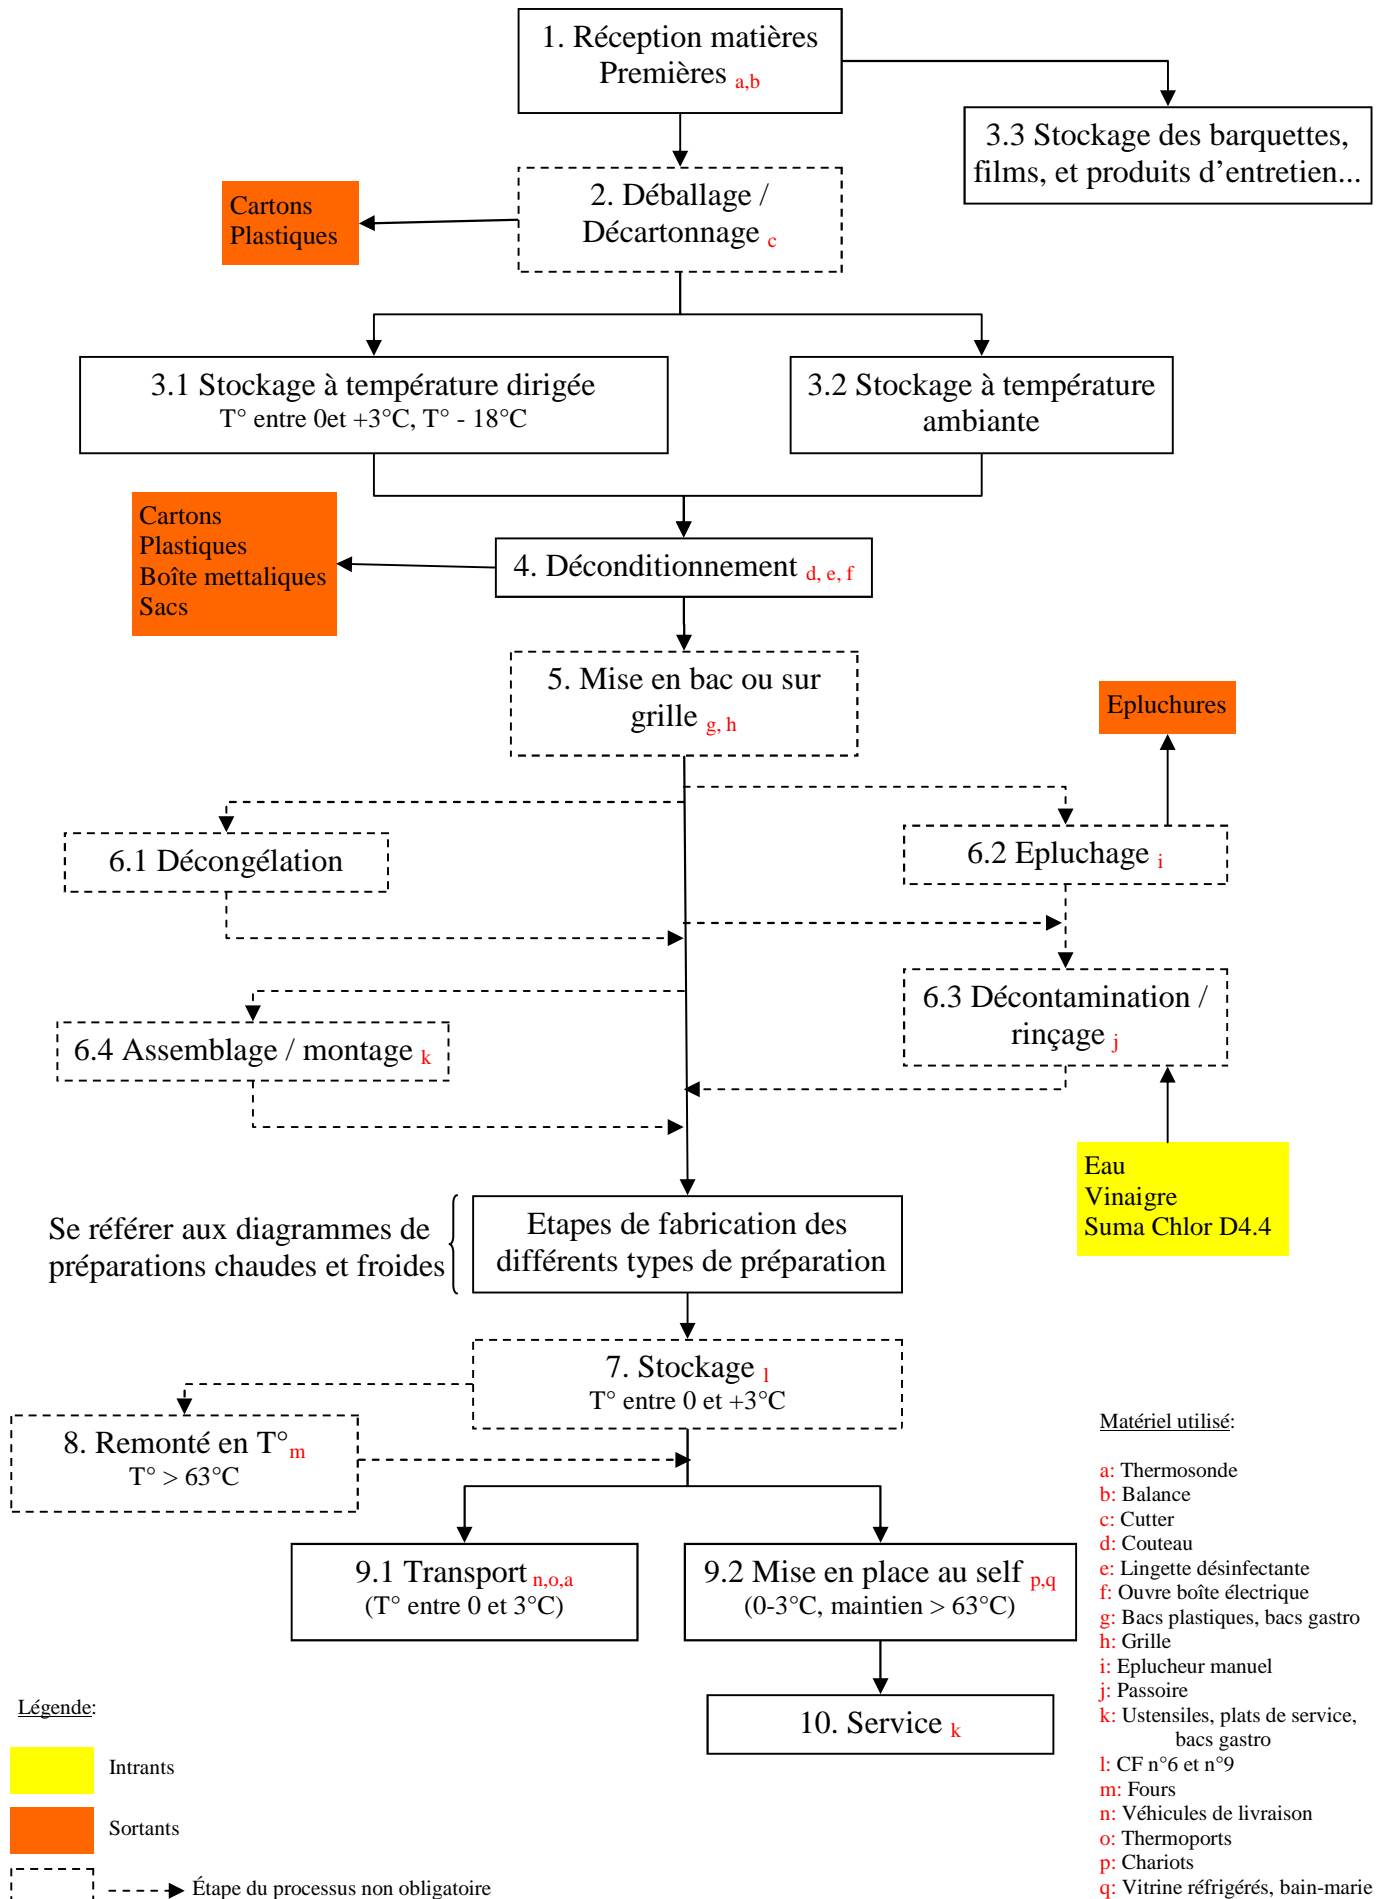 1. Réception matières
Premières a,b
3.3 Stockage des barquettes,
films, et produits d’entretien...
2. Déballage /
Décartonnage c
Cartons
Plastiques
3.1 Stockage à température dirigée
T° entre 0et +3°C, T° - 18°C
3.2 Stockage à température
ambiante
Cartons
Plastiques
Boîte mettaliques
Sacs
4. Déconditionnement d, e, f
5. Mise en bac ou sur
grille g, h
Epluchures
6.1 Décongélation
6.2 Epluchage i
6.3 Décontamination /
rinçage j
6.4 Assemblage / montage k
Eau
Vinaigre
Suma Chlor D4.4
Se référer aux diagrammes de
préparations chaudes et froides
Etapes de fabrication des
différents types de préparation
7. Stockage l
T° entre 0 et +3°C
8. Remonté en T° m
T° > 63°C
9.1 Transport n,o,a
(T° entre 0 et 3°C)
9.2 Mise en place au self p,q
(0-3°C, maintien > 63°C)
10. Service k
Matériel utilisé:
a: Thermosonde
b: Balance
c: Cutter
d: Couteau
e: Lingette désinfectante
f: Ouvre boîte électrique
g: Bacs plastiques, bacs gastro
h: Grille
i: Eplucheur manuel
j: Passoire
k: Ustensiles, plats de service,
bacs gastro
l: CF n°6 et n°9
m: Fours
n: Véhicules de livraison
o: Thermoports
p: Chariots
q: Vitrine réfrigérés, bain-marie
Légende:
Intrants
Sortants
Étape du processus non obligatoire